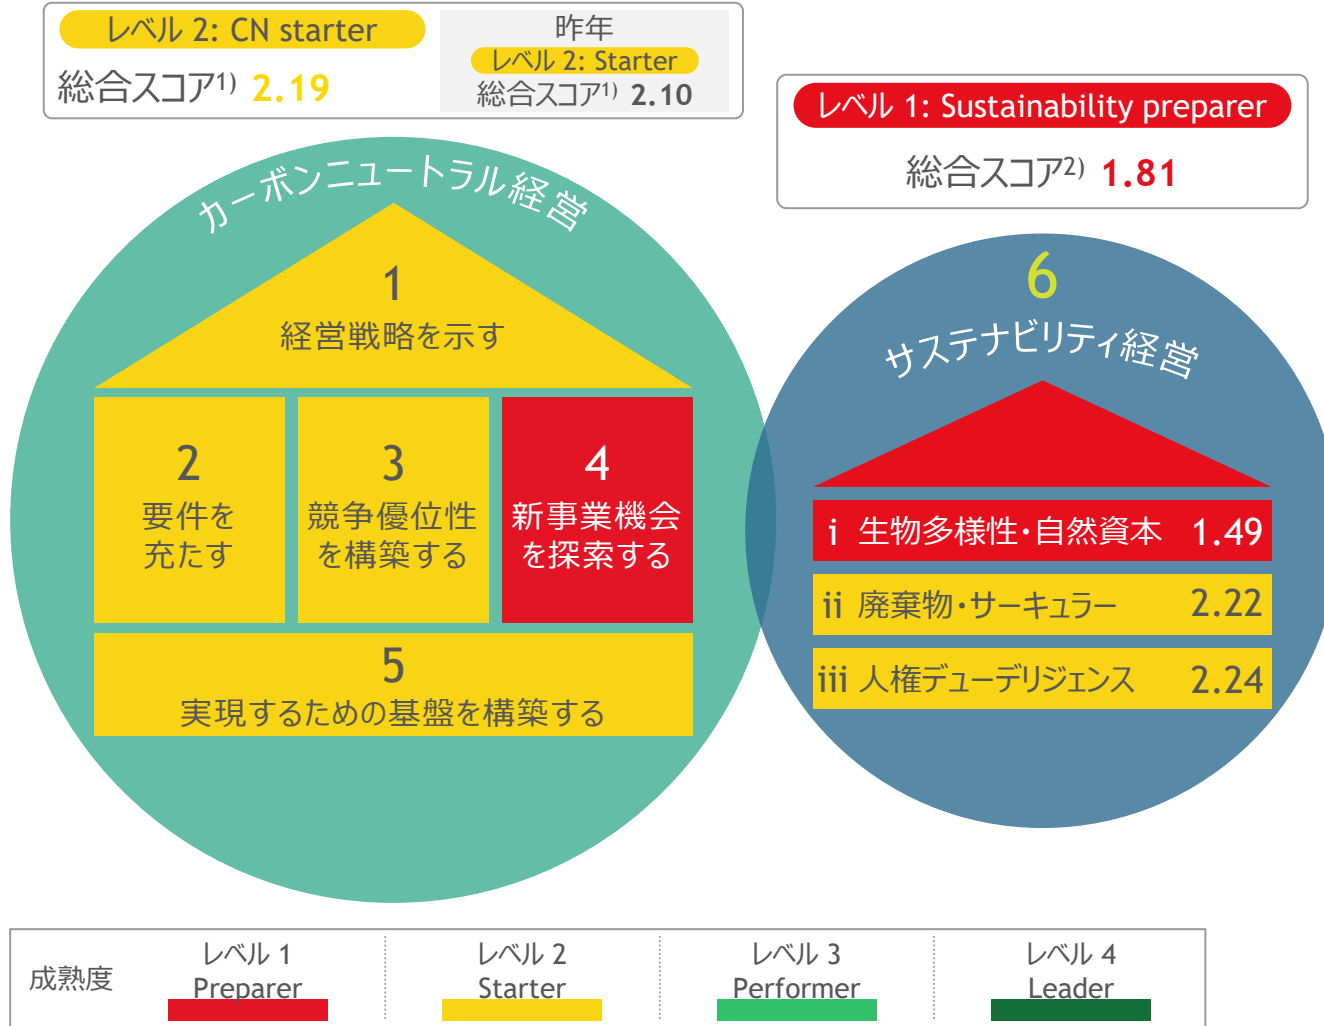 レベル 2: CN starter
総合スコア1) 2.19
昨年
レベル 2: Starter
総合スコア1) 2.10
レベル 1: Sustainability preparer
総合スコア2) 1.81
カーボンニュートラル経営
1
経営戦略を示す
2
要件を
充たす
3
競争優位性
を構築する
4
新事業機会
を探索する
5
実現するための基盤を構築する
6
サステナビリティ経営
i 生物多様性・自然資本 1.49
ii 廃棄物・サーキュラー 2.22
iii 人権デューデリジェンス 2.24
成熟度
レベル 1
Preparer
レベル 2
Starter
レベル 3
Performer
レベル 4
Leader